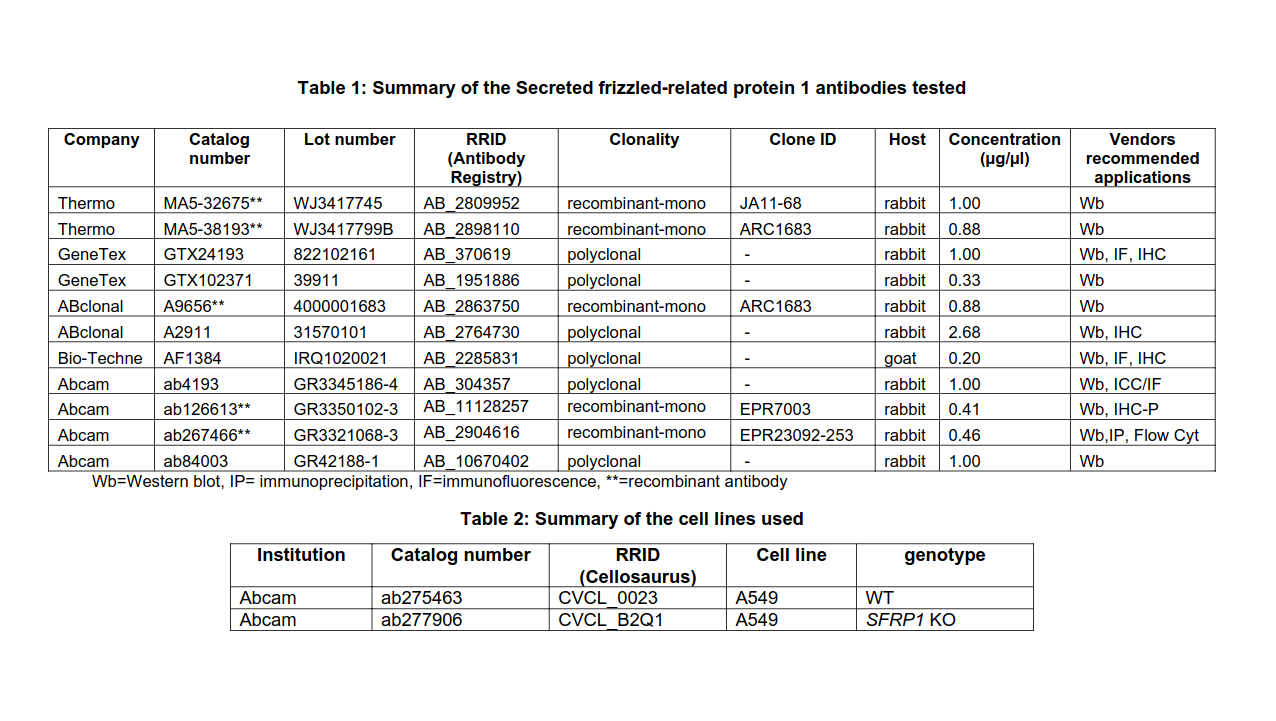 Table 1: Summary of the Secreted frizzled-related protein 1 antibodies tested
Company Catalog number Lot number RRID (Antibody Registry) Clonality Clone ID Host Concentration (µg/µl) Vendors recommended applications
Thermo MA5-32675** WJ3417745 AB_2809952 recombinant-mono JA11-68 rabbit 1.00 Wb
Thermo MA5-38193** WJ3417799B AB_2898110 recombinant-mono ARC1683 rabbit 0.88 Wb
GeneTex GTX24193 822102161 AB_370619 polyclonal - rabbit 1.00 Wb, IF, IHC
GeneTex GTX102371 39911 AB_1951886 polyclonal - rabbit 0.33 Wb
ABclonal A9656** 4000001683 AB_2863750 recombinant-mono ARC1683 rabbit 0.88 Wb
ABclonal A2911 31570101 AB_2764730 polyclonal - rabbit 2.68 Wb, IHC
Bio-Techne AF1384 IRQ1020021 AB_2285831 polyclonal - goat 0.20 Wb, IF, IHC
Abcam ab4193 GR3345186-4 AB_304357 polyclonal - rabbit 1.00 Wb, ICC/IF
Abcam ab126613** GR3350102-3 AB_11128257 recombinant-mono EPR7003 rabbit 0.41 Wb, IHC-P
Abcam ab267466** GR3321068-3 AB_2904616 recombinant-mono EPR23092-253 rabbit 0.46 Wb,IP, Flow Cyt
Abcam ab84003 GR42188-1 AB_10670402 polyclonal - rabbit 1.00 Wb
Wb=Western blot, IP= immunoprecipitation, IF=immunofluorescence, **=recombinant antibody
Table 2: Summary of the cell lines used
Institution Catalog number RRID (Cellosaurus) Cell line genotype
Abcam ab275463 CVCL_0023 A549 WT
Abcam ab277906 CVCL_B2Q1 A549 SFRP1 KO